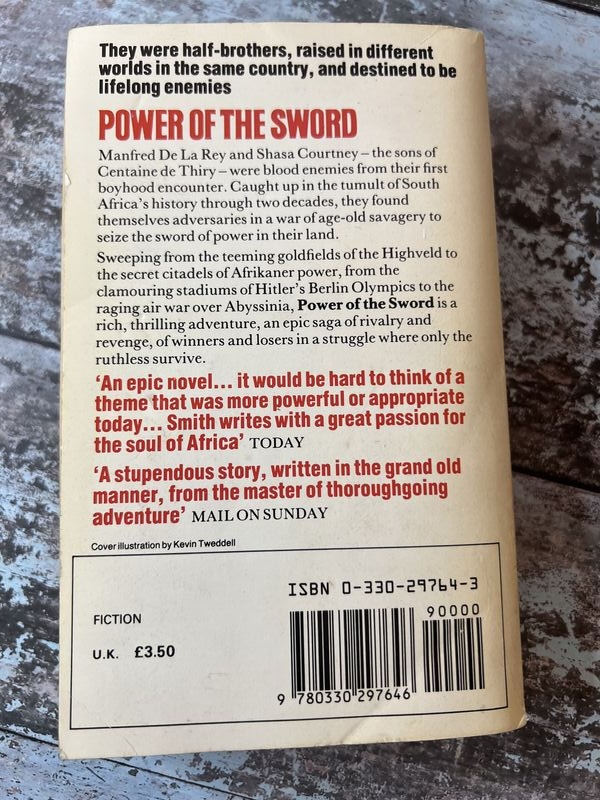 They were half-brothers, raised in different
worlds in the same country, and destined to be
lifelong enemies
POWER OF THE SWORD
Manfred De La Rey and Shasa Courtney – the sons of
Centaine de Thiry – were blood enemies from their first
boyhood encounter. Caught up in the tumult of South
Africa's history through two decades, they found
themselves adversaries in a war of age-old savagery to
seize the sword of power in their land.
Sweeping from the teeming goldfields of the Highveld to
the secret citadels of Afrikaner power, from the
clamouring stadiums of Hitler's Berlin Olympics to the
raging air war over Abyssinia, Power of the Sword is a
rich, thrilling adventure, an epic saga of rivalry and
revenge, of winners and losers in a struggle where only the
ruthless survive.
'An epic novel... it would be hard to think of a
theme that was more powerful or appropriate
today... Smith writes with a great passion for
the soul of Africa' TODAY
'A stupendous story, written in the grand old
manner, from the master of thoroughgoing
adventure' MAIL ON SUNDAY
Cover illustration by Kevin Tweddell
ISBN 0-330-29764-3
90000
FICTION
U.K. £3.50
9 780330 297646